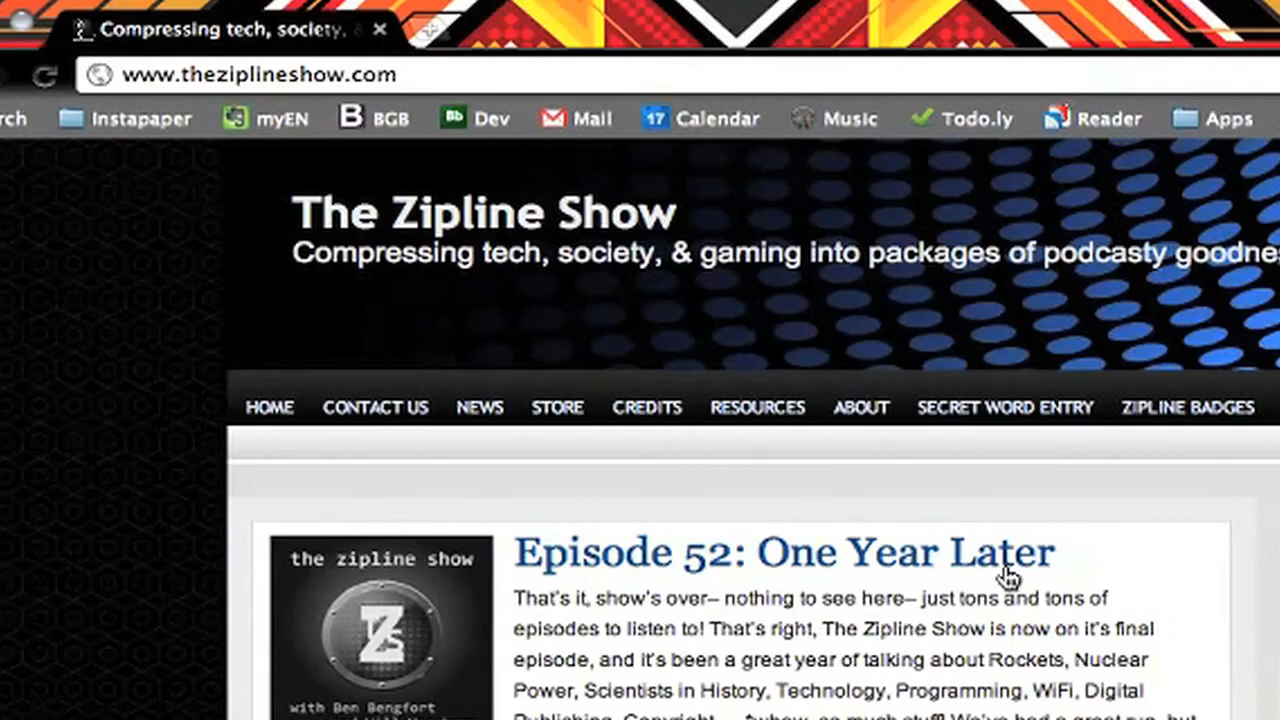 Compressing tech, society,
www.theziplineshow.com
rch Instapaper myEN BGB Dev 17 Calendar Mail Music Todo.ly Reader Apps
The Zipline Show
Compressing tech, society, & gaming into packages of podcasty goodne
HOME CONTACT US NEWS STORE CREDITS RESOURCES ABOUT SECRET WORD ENTRY ZIPLINE BADGES
the zipline show
ZS
with Ben Bengfort
Episode 52: One Year Later
That's it, show's over– nothing to see here– just tons and tons of
episodes to listen to! That's right, The Zipline Show is now on it's final
episode, and it's been a great year of talking about Rockets, Nuclear
Power, Scientists in History, Technology, Programming, WiFi, Digital